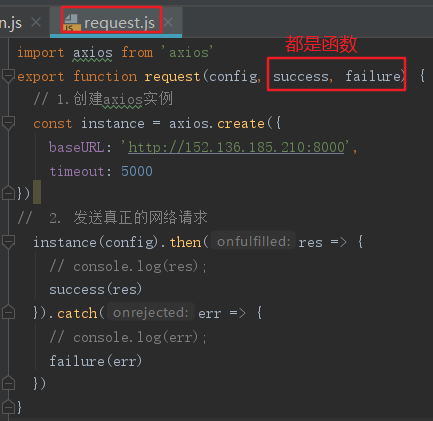 n.js × request.js ×
都是函数
import axios from 'axios'
export function request(config, success, failure) {
// 1.创建axios实例
const instance = axios.create({
baseURL: 'http://152.136.185.210:8000',
timeout: 5000
})
// 2. 发送真正的网络请求
instance(config).then( onfulfilled: res => {
// console.log(res);
success(res)
}).catch( onrejected: err => {
// console.log(err);
failure(err)
})
}